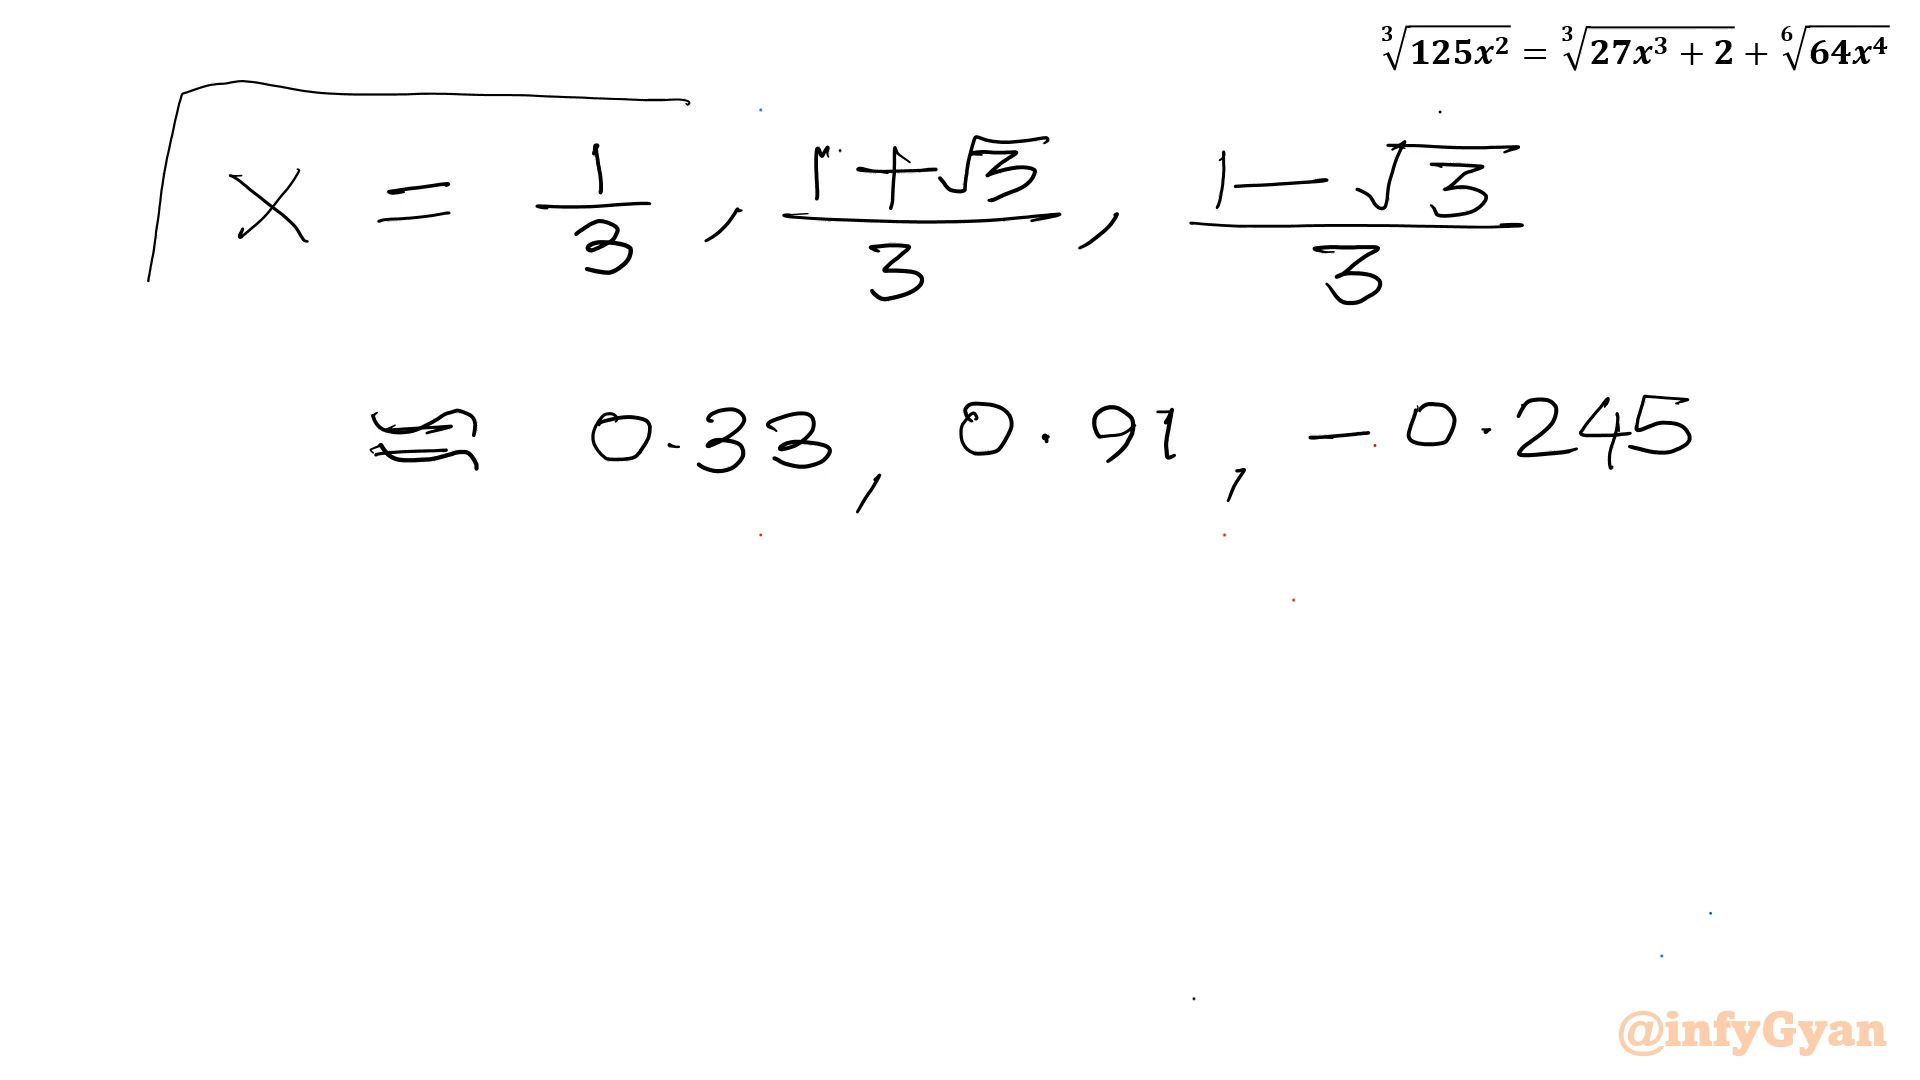 ∛(125x²) = ∛(27x³ + 2) + ⁶√(64x⁴)
x = 1/3 , (1+√3)/3 , (1-√3)/3
≈ 0.33 , 0.91 , -0.245
@infyGyan